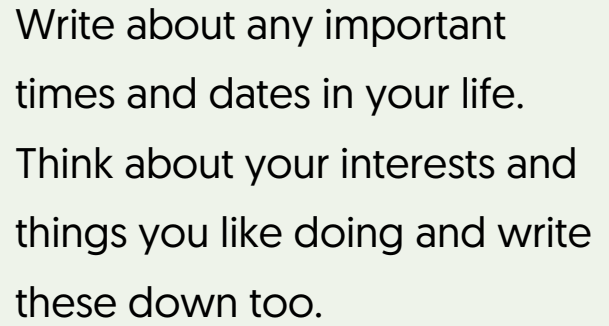 Write about any important
times and dates in your life.
Think about your interests and
things you like doing and write
these down too.